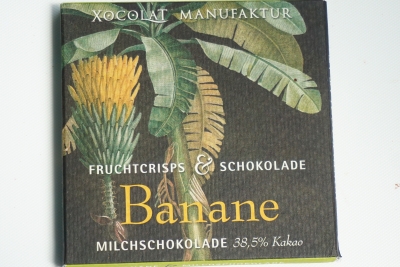 XOCOLAT MANUFAKTUR
FRUCHTCRISPS & SCHOKOLADE
Banane
MILCHSCHOKOLADE 38,5% Kakao